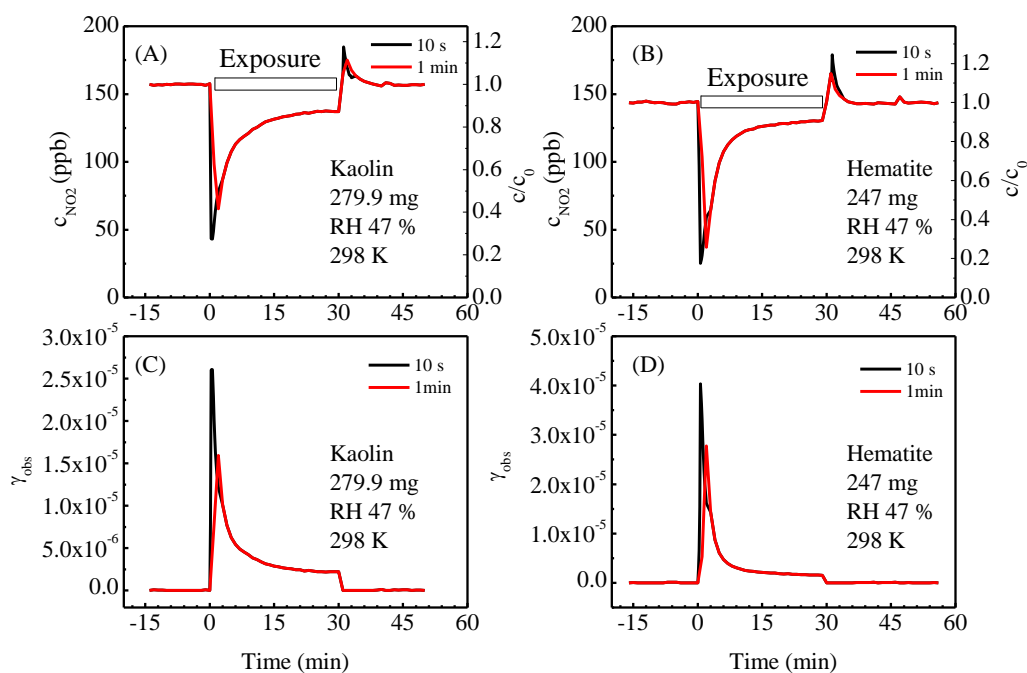 (A)
Exposure
10 s
1 min
Kaolin
279.9 mg
RH 47 %
298 K
c_NO2 (ppb)
200
150
100
50
0
1.2
1.0
0.8
0.6
0.4
0.2
0.0
c/c_0
-15 0 15 30 45 60
(B)
Exposure
10 s
1 min
Hematite
247 mg
RH 47 %
298 K
c_NO2 (ppb)
200
150
100
50
0
1.2
1.0
0.8
0.6
0.4
0.2
0.0
c/c_0
-15 0 15 30 45 60
(C)
10 s
1min
Kaolin
279.9 mg
RH 47 %
298 K
γ_obs
3.0x10^-5
2.5x10^-5
2.0x10^-5
1.5x10^-5
1.0x10^-5
5.0x10^-6
0.0
-15 0 15 30 45 60
Time (min)
(D)
10 s
1min
Hematite
247 mg
RH 47 %
298 K
γ_obs
5.0x10^-5
4.0x10^-5
3.0x10^-5
2.0x10^-5
1.0x10^-5
0.0
-15 0 15 30 45 60
Time (min)